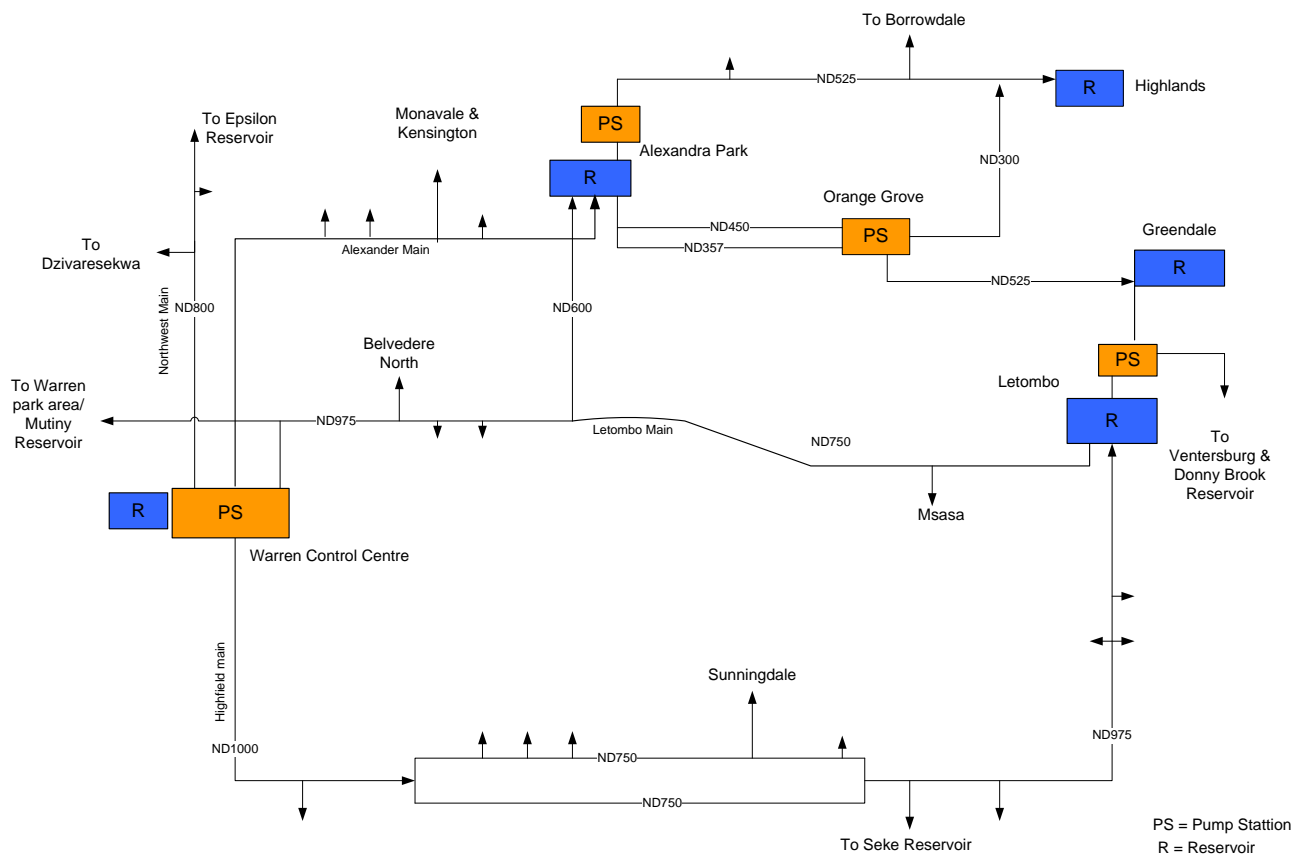 To Borrowdale
ND525
R
Highlands
To Epsilon
Reservoir
Monavale &
Kensington
PS
Alexandra Park
R
ND300
Orange Grove
ND450
PS
ND357
To
Dzivaresekwa
Alexander Main
Greendale
R
ND525
Northwest Main
ND800
ND600
Belvedere
North
PS
Letombo
To Warren
park area/
Mutiny
Reservoir
ND975
Letombo Main
ND750
R
To
Ventersburg &
Donny Brook
Reservoir
R
PS
Msasa
Warren Control Centre
Highfield main
Sunningdale
ND1000
ND750
ND975
ND750
To Seke Reservoir
PS = Pump Stattion
R = Reservoir